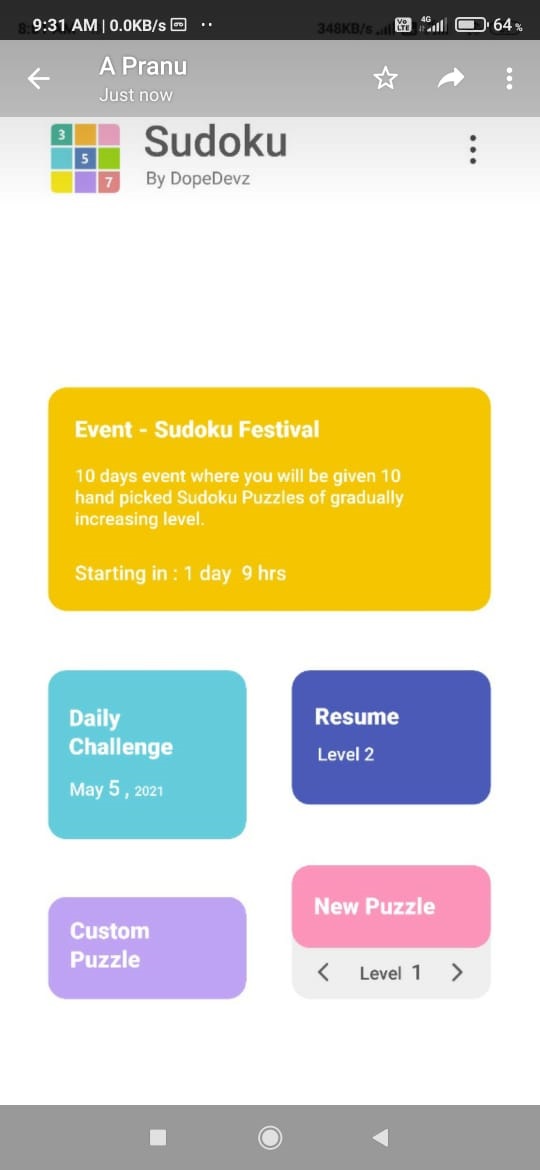 9:31 AM | 0.0KB/s
348KB/s
Vo LTE
4G
64%
A Pranu
Just now
3
5
7
Sudoku
By DopeDevz
Event - Sudoku Festival
10 days event where you will be given 10
hand picked Sudoku Puzzles of gradually
increasing level.
Starting in : 1 day 9 hrs
Daily
Challenge
May 5 , 2021
Resume
Level 2
Custom
Puzzle
New Puzzle
Level 1